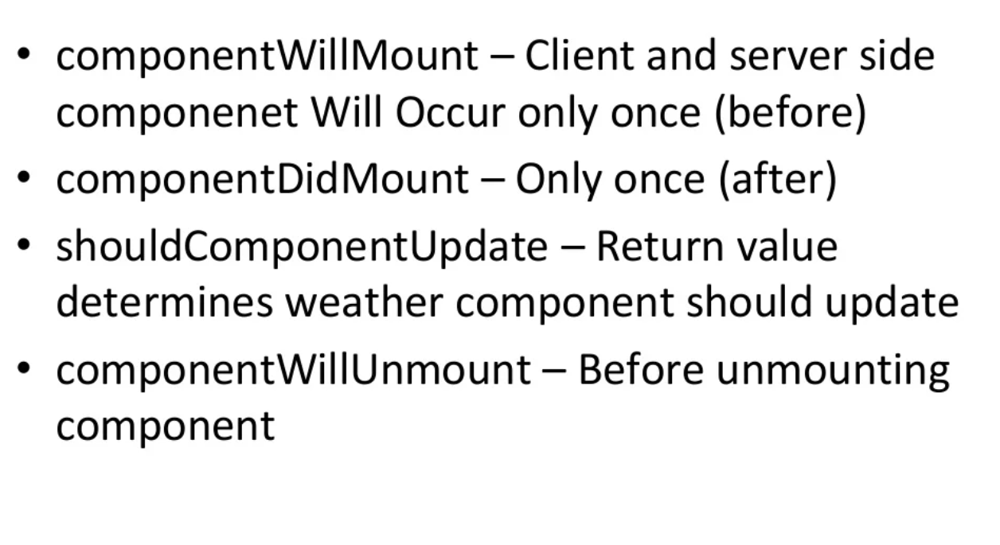 • componentWillMount – Client and server side
componenet Will Occur only once (before)
• componentDidMount – Only once (after)
• shouldComponentUpdate – Return value
determines weather component should update
• componentWillUnmount – Before unmounting
component